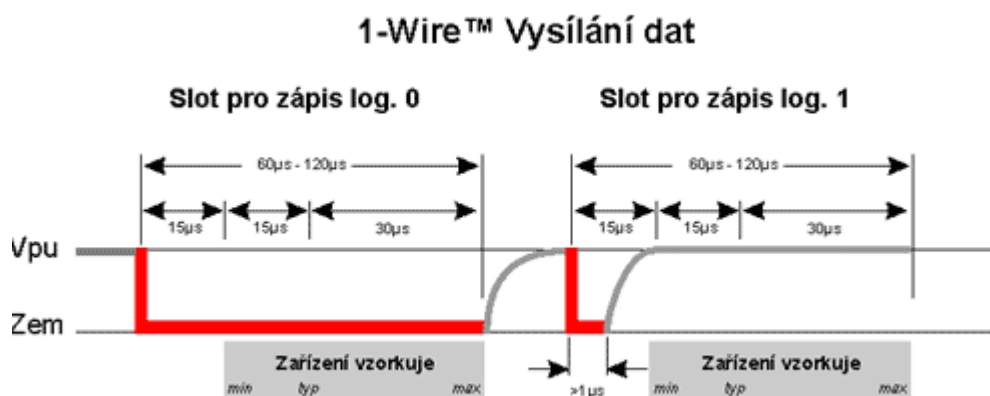 1-Wire™ Vysílání dat
Slot pro zápis log. 0
Slot pro zápis log. 1
60µs - 120µs
60µs - 120µs
15µs 15µs 30µs
15µs 15µs 30µs
Vpu
Zem
Zařízení vzorkuje
min typ max
>1µs
Zařízení vzorkuje
min typ max